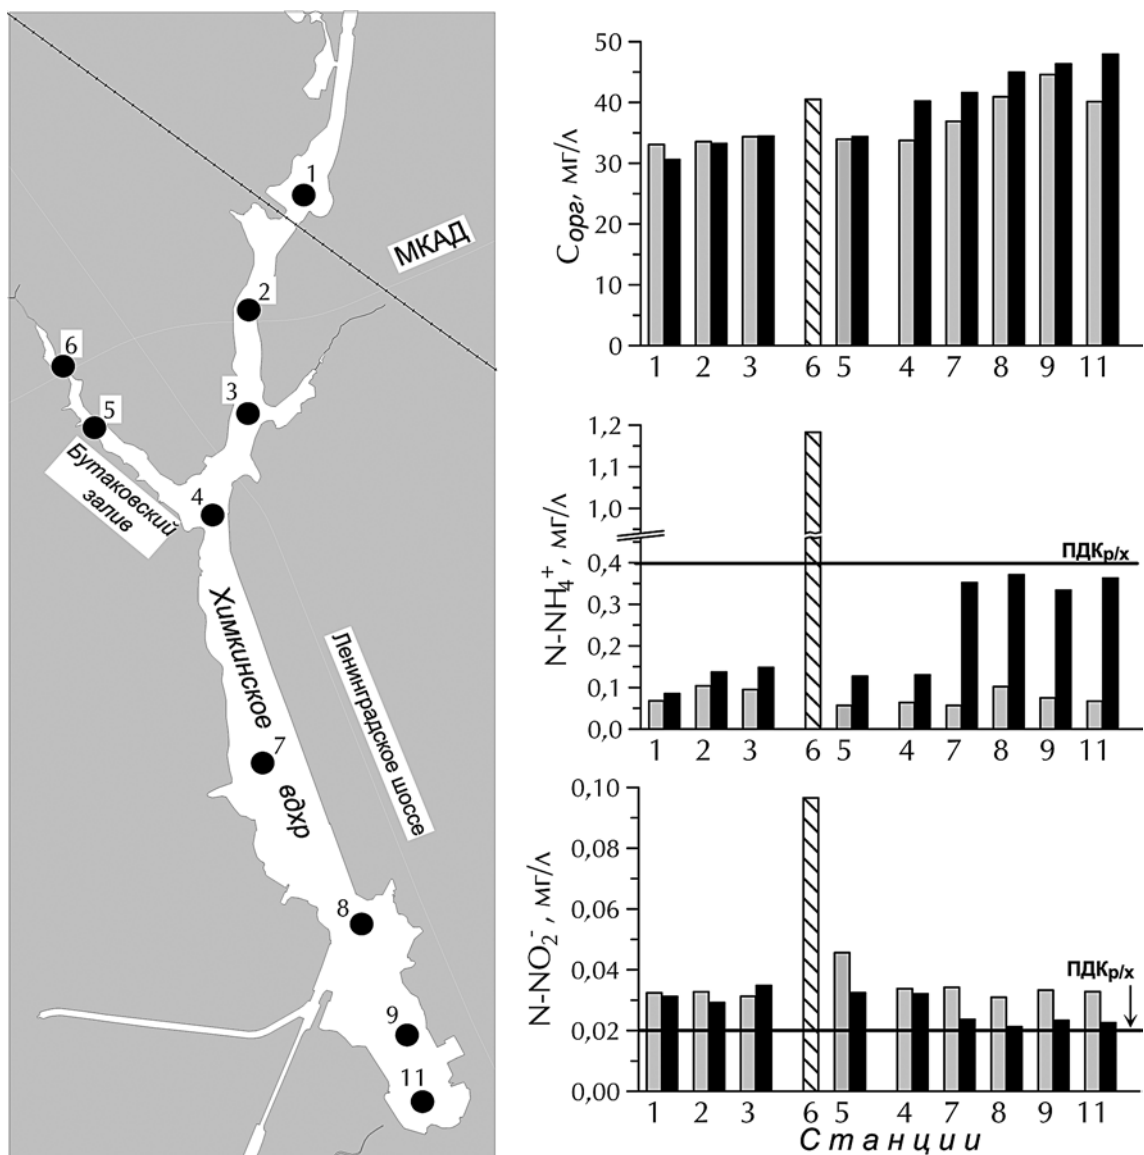 1
МКАД
2
6
3
5
Бутаковский
залив
4
Химкинское
вдхр
Ленинградское шоссе
7
8
9
11
Cорг, мг/л
50
40
30
20
10
0
1 2 3 6 5 4 7 8 9 11
N-NH₄⁺, мг/л
1,2
1,1
1,0
0,4
0,3
0,2
0,1
0,0
ПДКр/х
1 2 3 6 5 4 7 8 9 11
N-NO₂⁻, мг/л
0,10
0,08
0,06
0,04
0,02
0,00
ПДКр/х
1 2 3 6 5 4 7 8 9 11
Станции